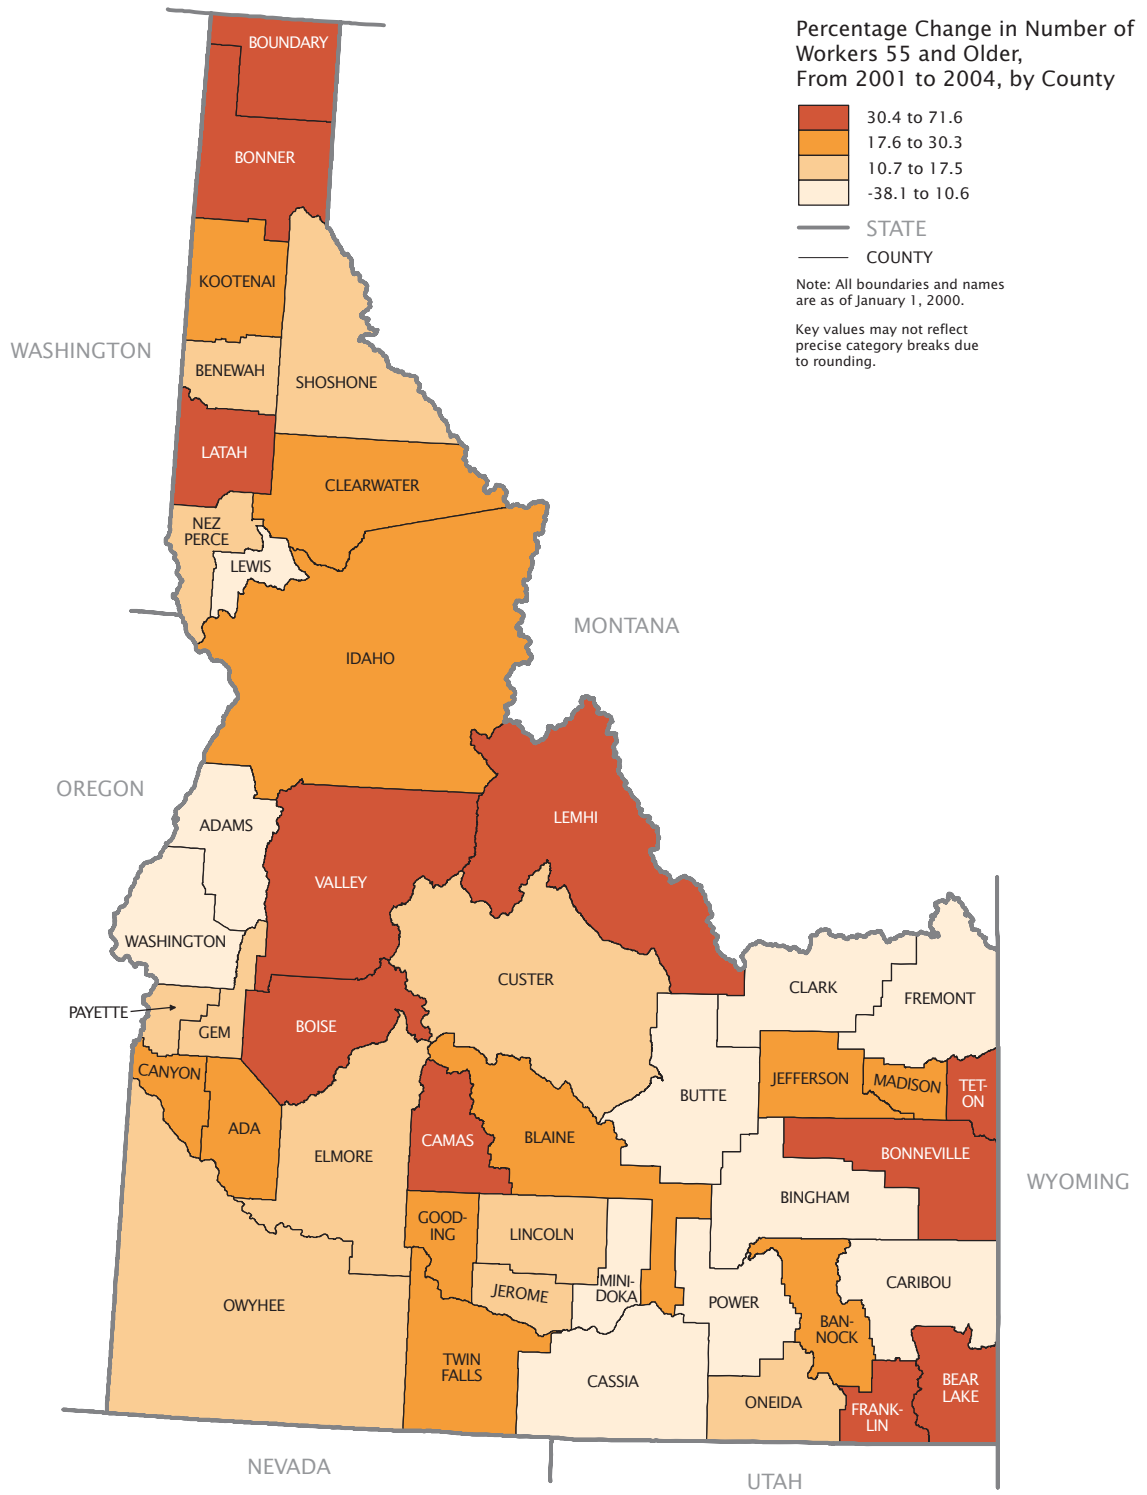 Percentage Change in Number of
Workers 55 and Older,
From 2001 to 2004, by County
30.4 to 71.6
17.6 to 30.3
10.7 to 17.5
-38.1 to 10.6
STATE
COUNTY
Note: All boundaries and names
are as of January 1, 2000.
Key values may not reflect
precise category breaks due
to rounding.
BOUNDARY
BONNER
KOOTENAI
WASHINGTON
BENEWAH
SHOSHONE
LATAH
CLEARWATER
NEZ
PERCE
LEWIS
MONTANA
IDAHO
OREGON
ADAMS
LEMHI
VALLEY
WASHINGTON
CUSTER
CLARK
FREMONT
PAYETTE
GEM
BOISE
CANYON
JEFFERSON
MADISON
TET-
ON
BUTTE
ADA
CAMAS
BLAINE
ELMORE
BONNEVILLE
WYOMING
BINGHAM
GOOD-
ING
LINCOLN
CARIBOU
MINI-
DOKA
JEROME
POWER
OWYHEE
BAN-
NOCK
TWIN
FALLS
CASSIA
BEAR
LAKE
ONEIDA
FRANK-
LIN
NEVADA
UTAH